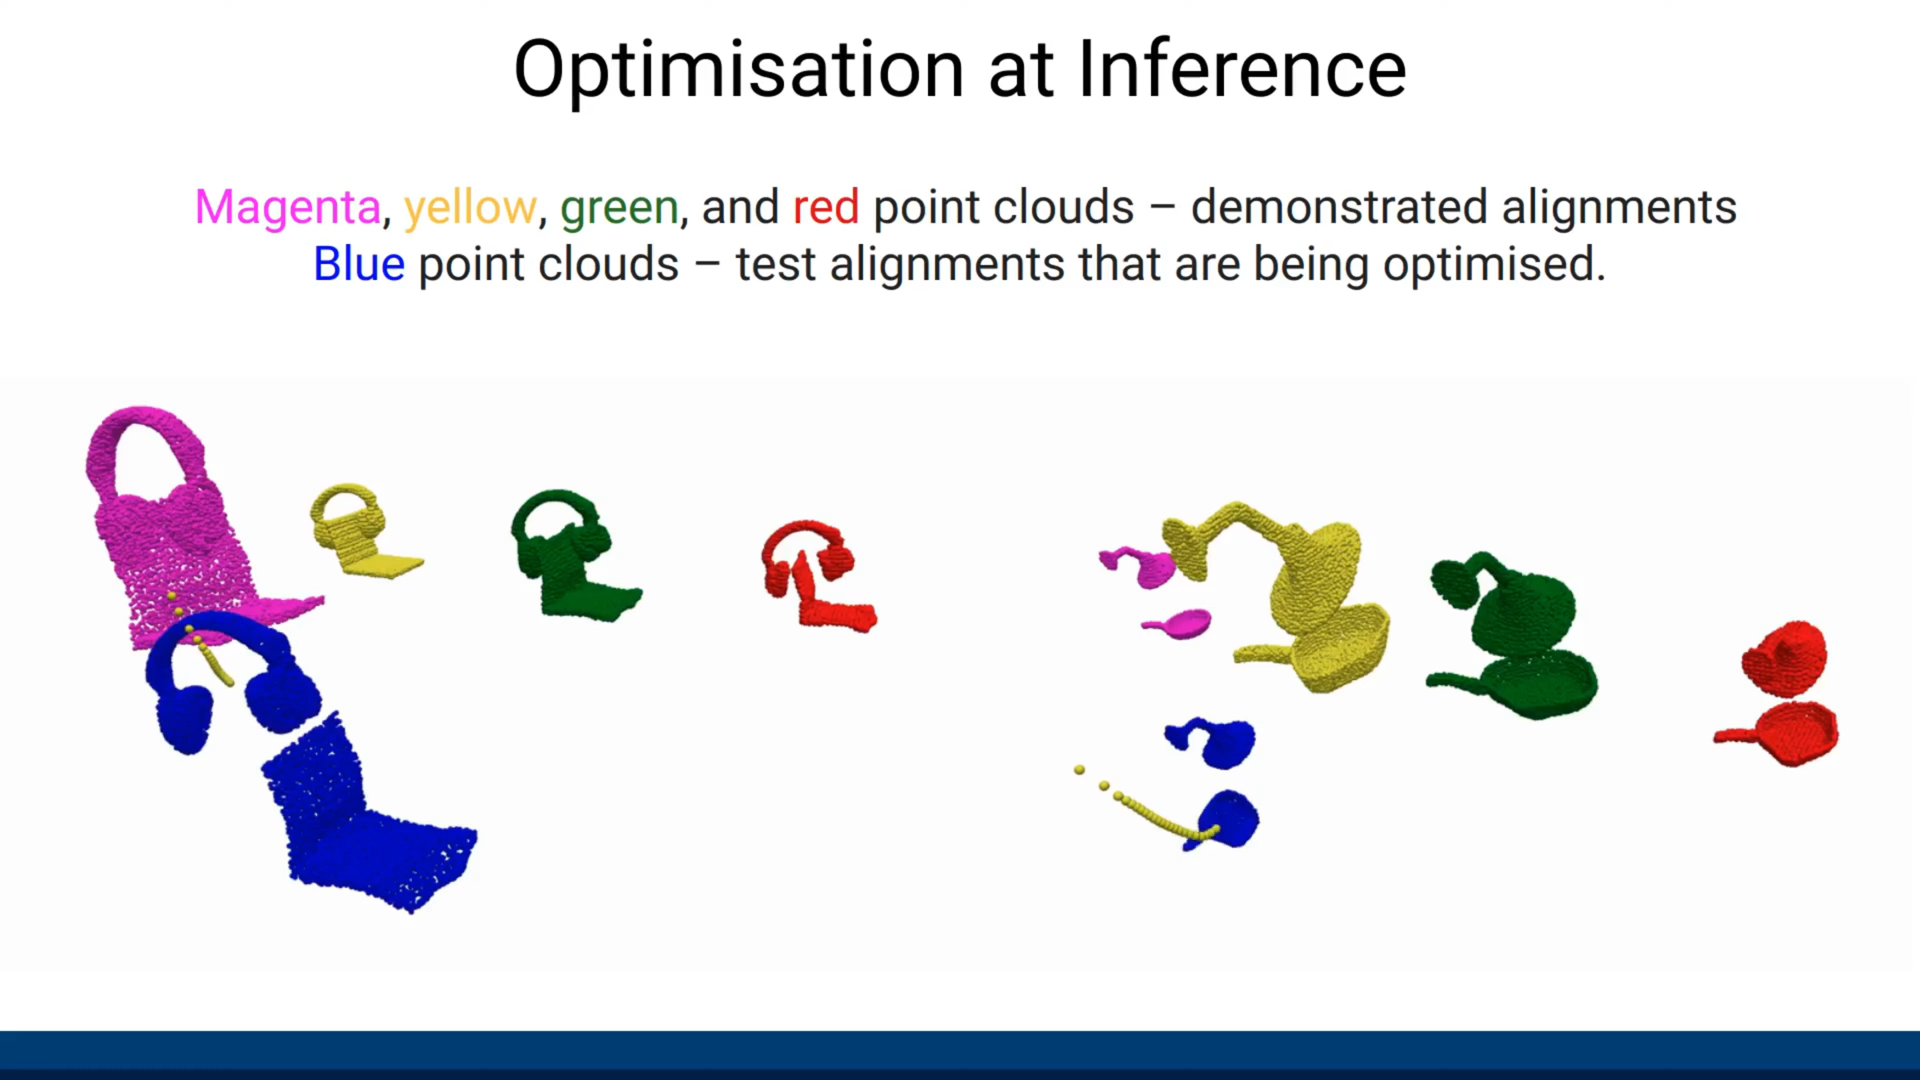 Optimisation at Inference
Magenta, yellow, green, and red point clouds – demonstrated alignments
Blue point clouds – test alignments that are being optimised.